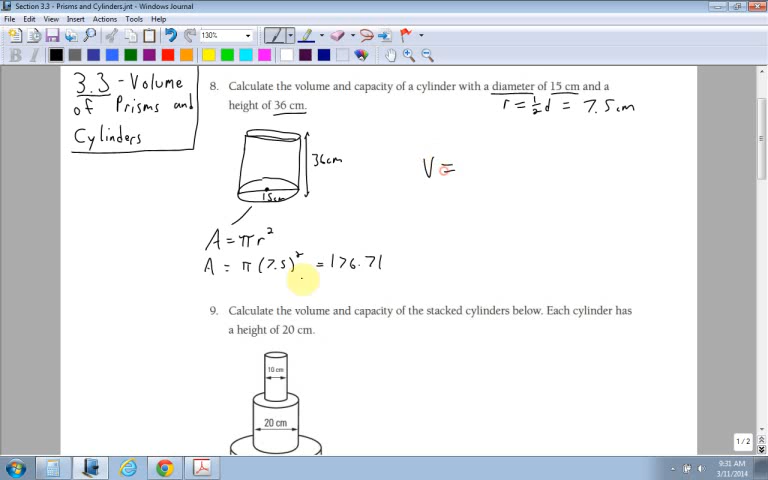 Section 3.3 - Prisms and Cylinders.jnt - Windows Journal
File Edit View Insert Actions Tools Help
130%
B I
3.3 - Volume
of Prisms and
Cylinders
8. Calculate the volume and capacity of a cylinder with a diameter of 15 cm and a
height of 36 cm.
r = ½d = 7.5cm
36cm
15cm
V =
A = πr²
A = π(7.5)² = 176.71
9. Calculate the volume and capacity of the stacked cylinders below. Each cylinder has
a height of 20 cm.
10 cm
20 cm
1 / 2
9:31 AM
3/11/2014